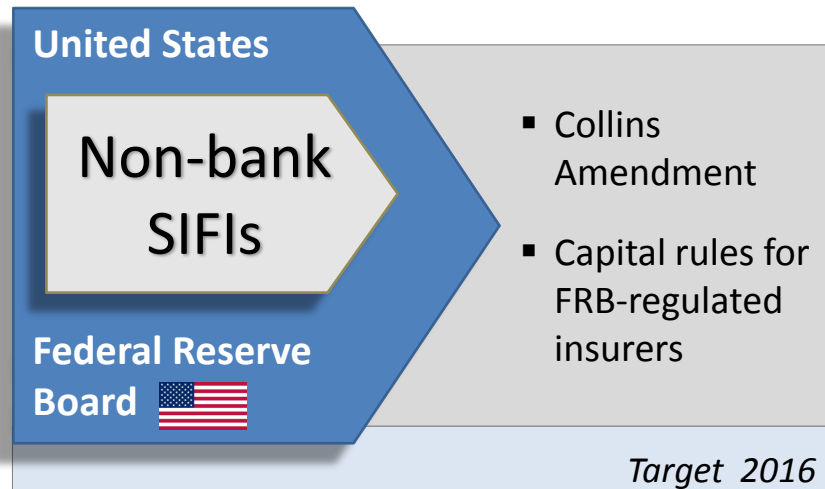 United States
Non-bank
SIFIs
Federal Reserve
Board
▪ Collins
Amendment
▪ Capital rules for
FRB-regulated
insurers
Target 2016